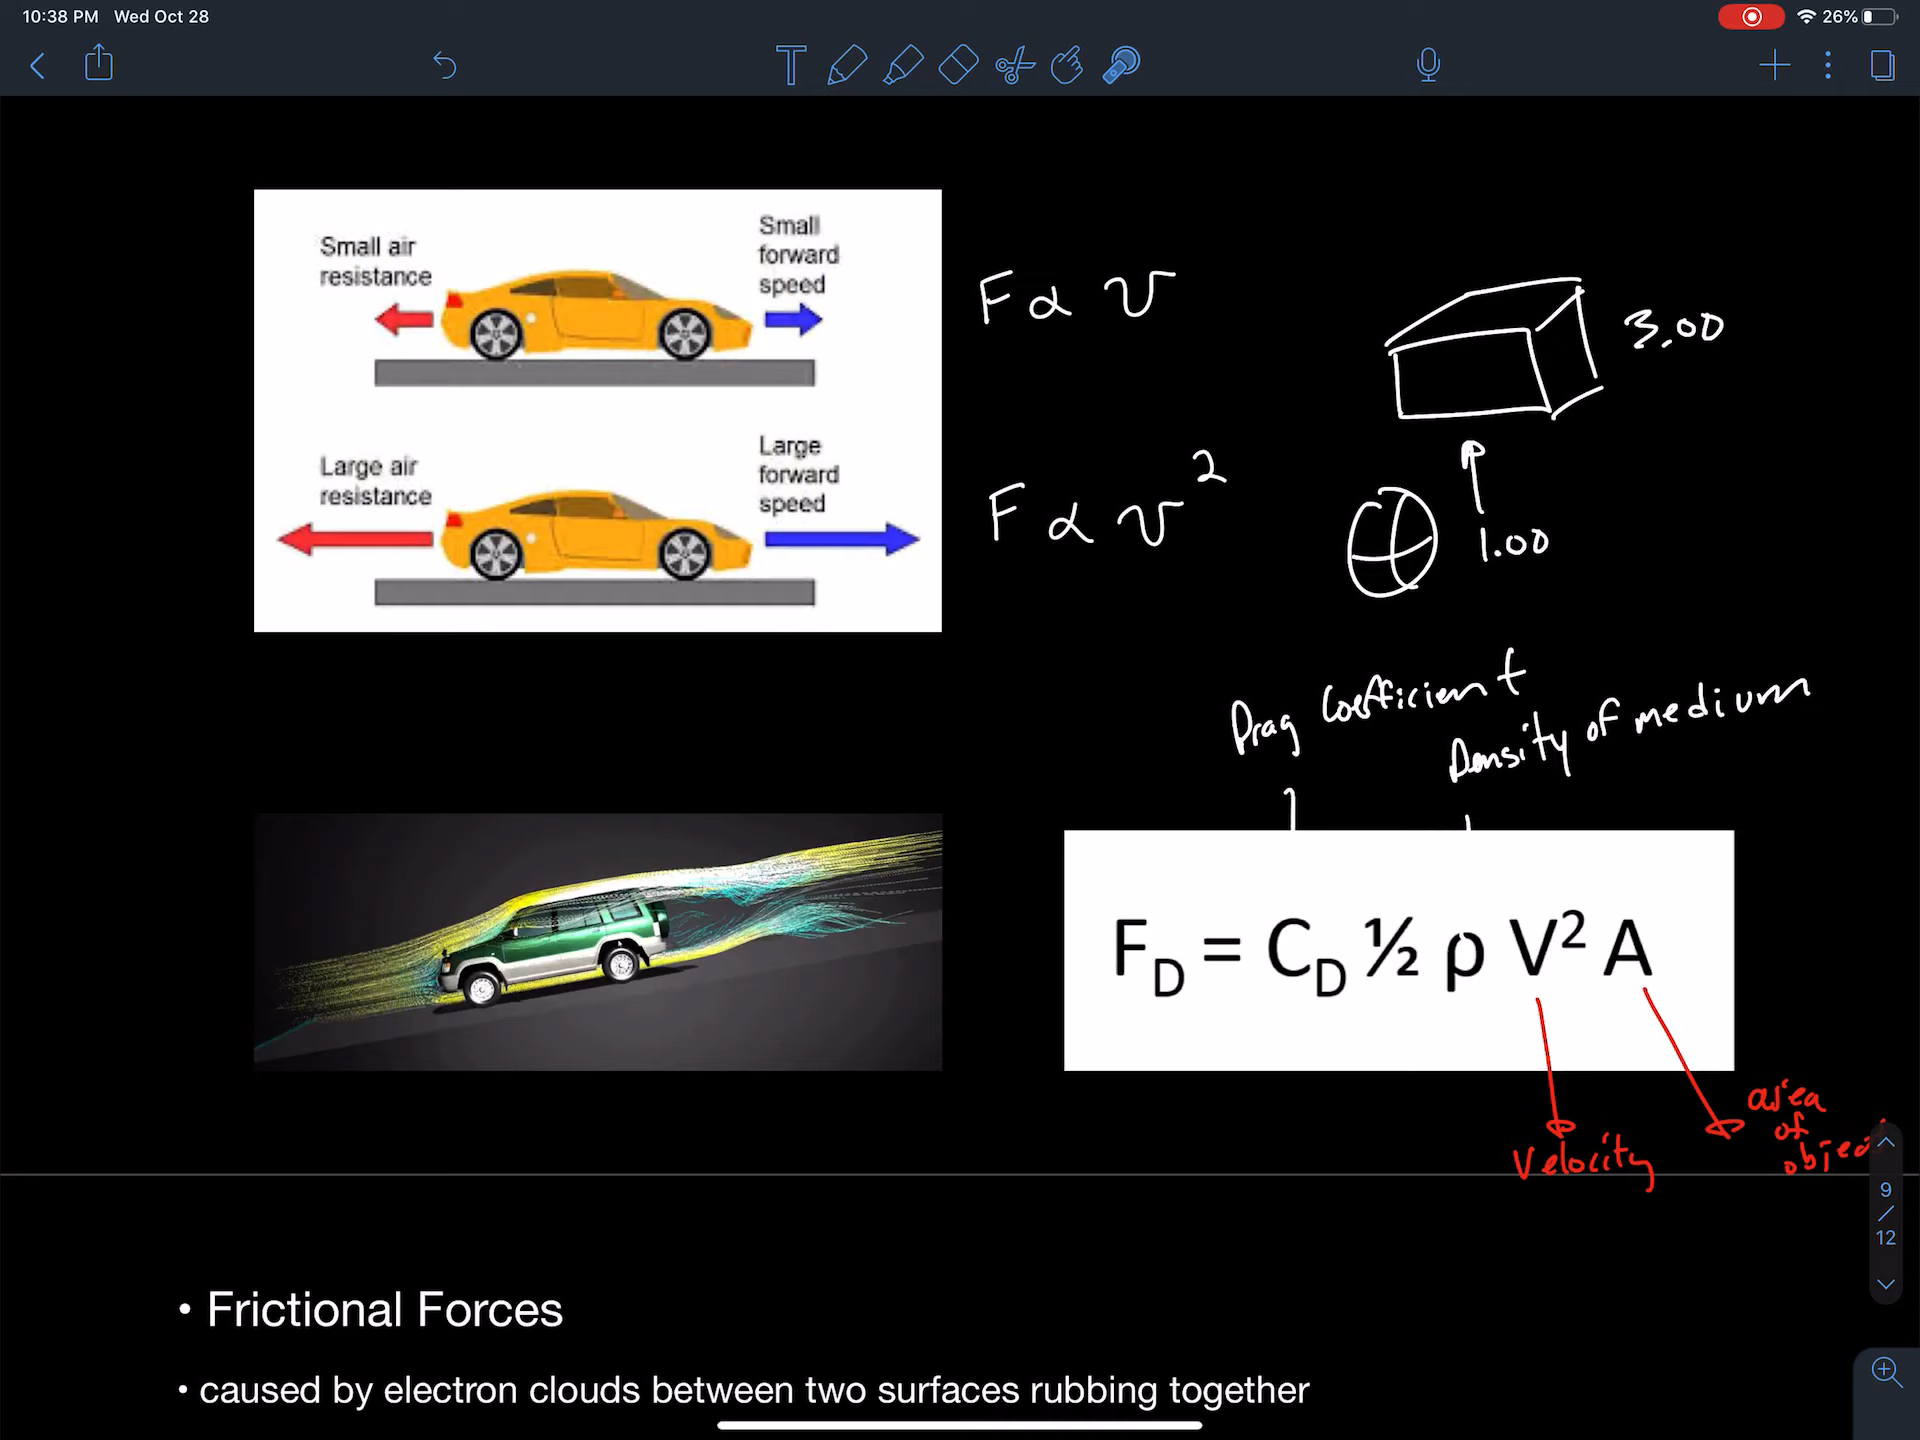 10:38 PM Wed Oct 28
26%
Small air
resistance
Small
forward
speed
F ∝ v
3.00
Large air
resistance
Large
forward
speed
F ∝ v²
1.00
Drag Coefficient
Density of medium
F_D = C_D ½ ρ V² A
Velocity
area
of
object
9
/
12
• Frictional Forces
• caused by electron clouds between two surfaces rubbing together